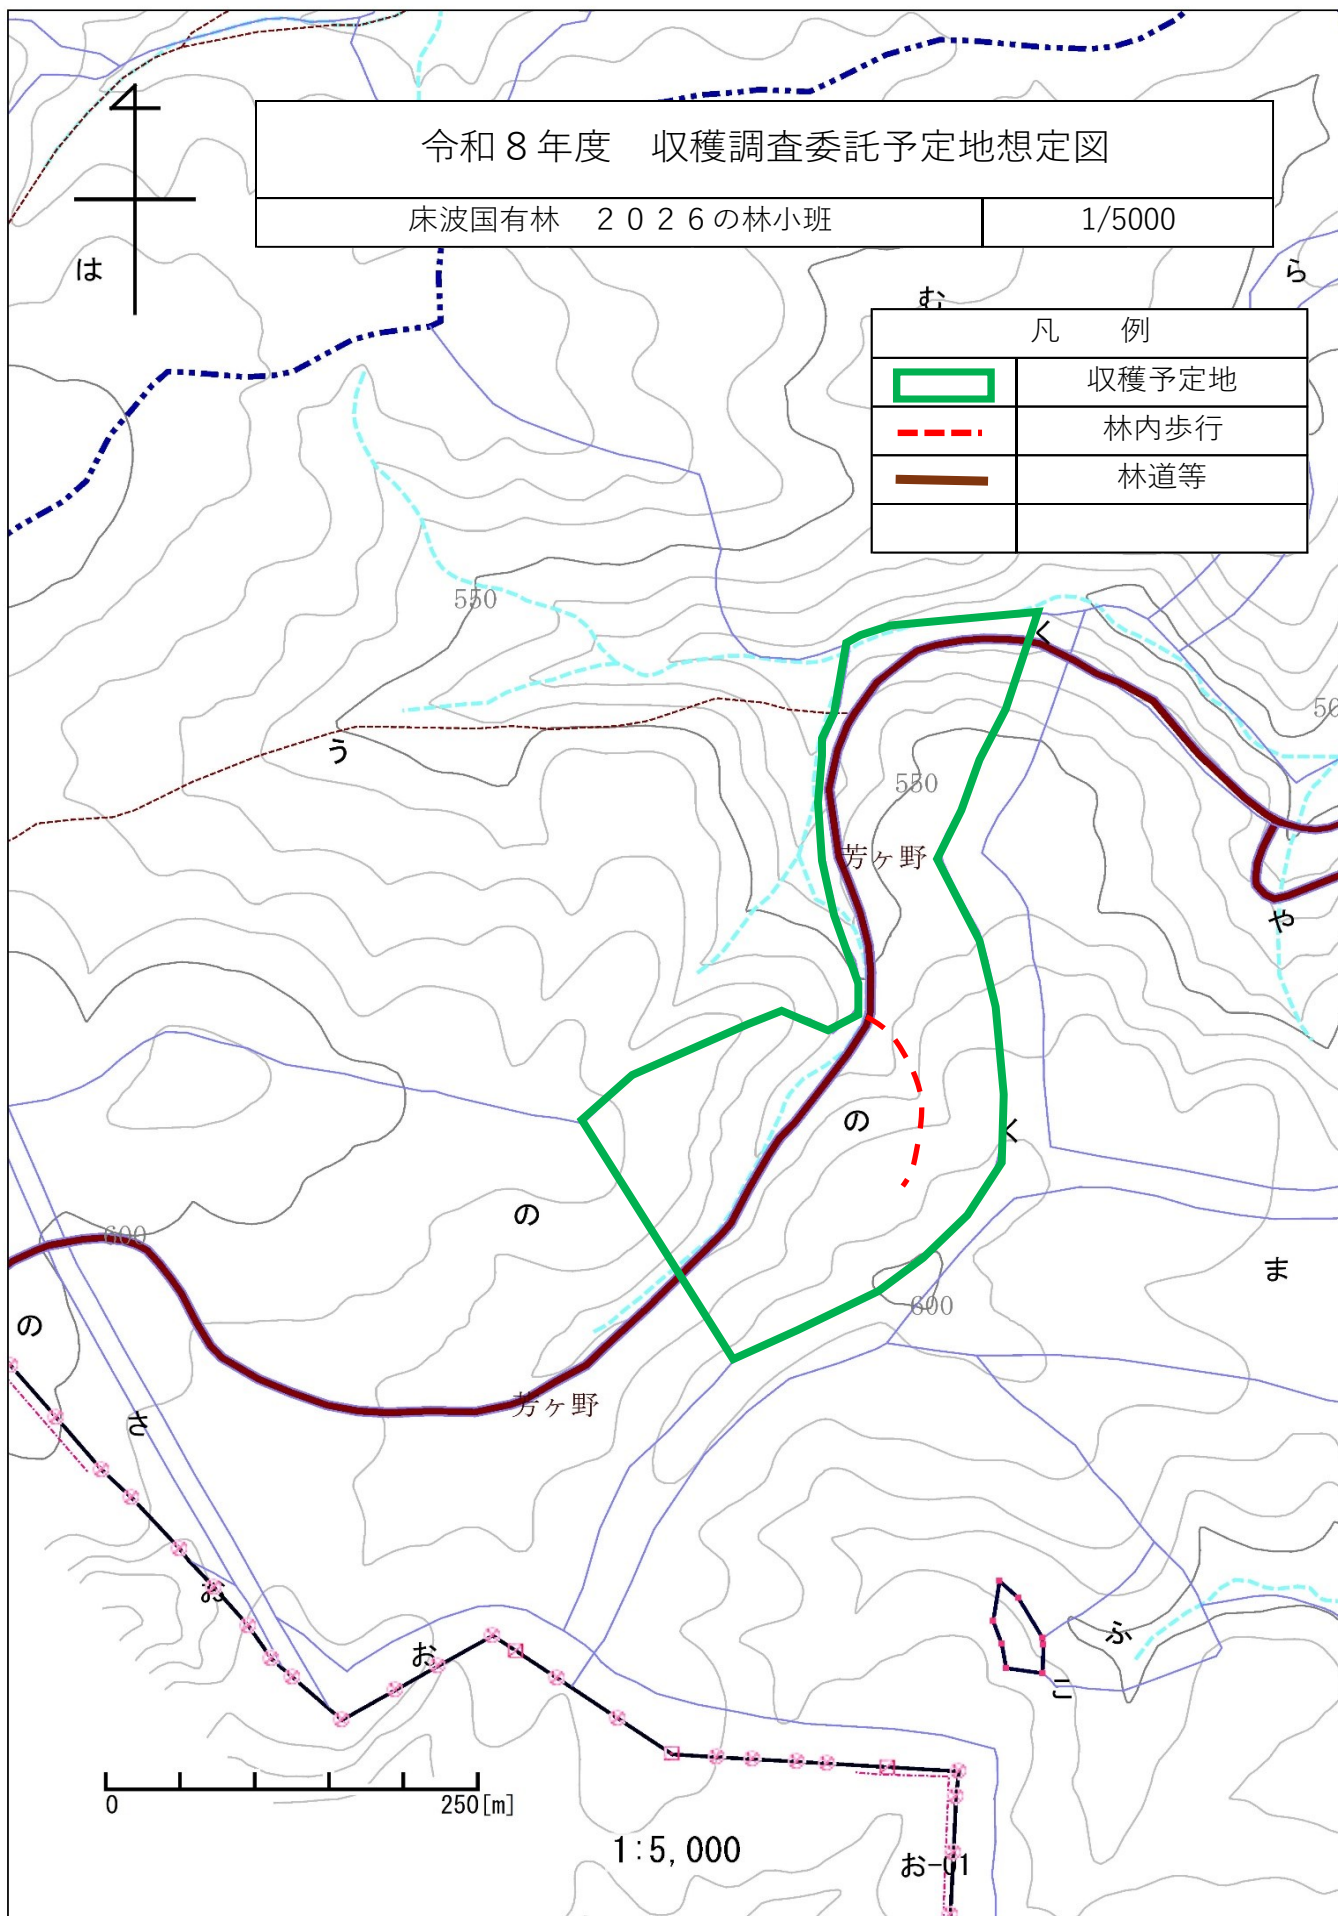 令和８年度　収穫調査委託予定地想定図
床波国有林　２０２６の林小班
1/5000
は
む
ら
凡　例
収穫予定地
林内歩行
林道等
550
く
50
う
550
芳ヶ野
や
の
く
の
600
ま
600
の
芳ヶ野
さ
お
お
ふ
こ
0 250[m]
1:5,000
お-01